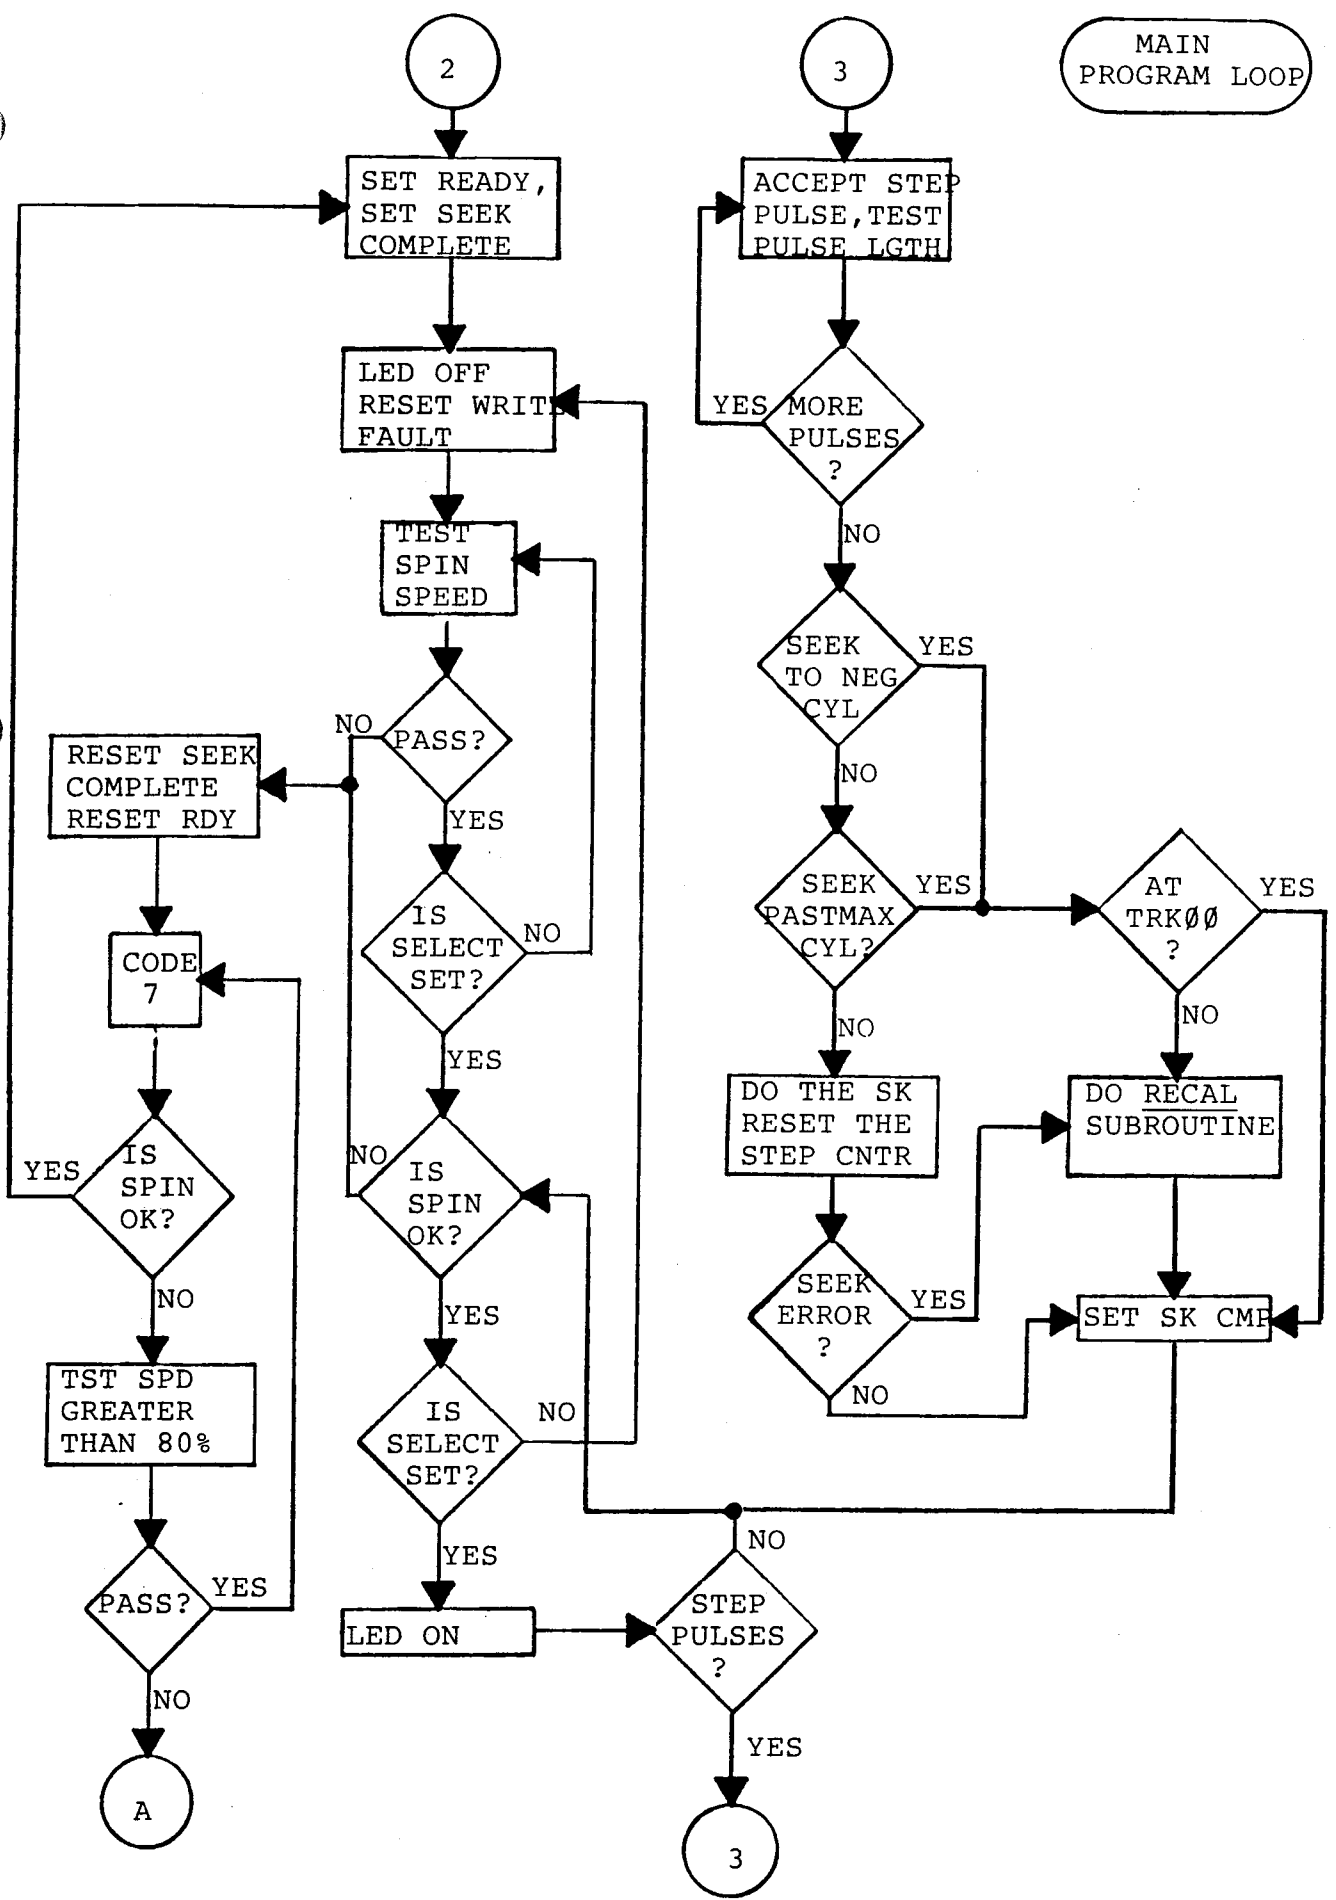 2
3
MAIN
PROGRAM LOOP
SET READY,
SET SEEK
COMPLETE
LED OFF
RESET WRITE
FAULT
TEST
SPIN
SPEED
NO
PASS?
YES
IS
SELECT
SET?
NO
YES
NO
IS
SPIN
OK?
YES
IS
SELECT
SET?
NO
YES
LED ON
RESET SEEK
COMPLETE
RESET RDY
CODE
7
YES
IS
SPIN
OK?
NO
TST SPD
GREATER
THAN 80%
PASS?
YES
NO
A
ACCEPT STEP
PULSE, TEST
PULSE LGTH
YES
MORE
PULSES
?
NO
SEEK
TO NEG
CYL
YES
NO
SEEK
PASTMAX
CYL?
YES
NO
AT
TRKØØ
?
YES
NO
DO THE SK
RESET THE
STEP CNTR
DO RECAL
SUBROUTINE
SEEK
ERROR
?
YES
NO
SET SK CMP
NO
STEP
PULSES
?
YES
3